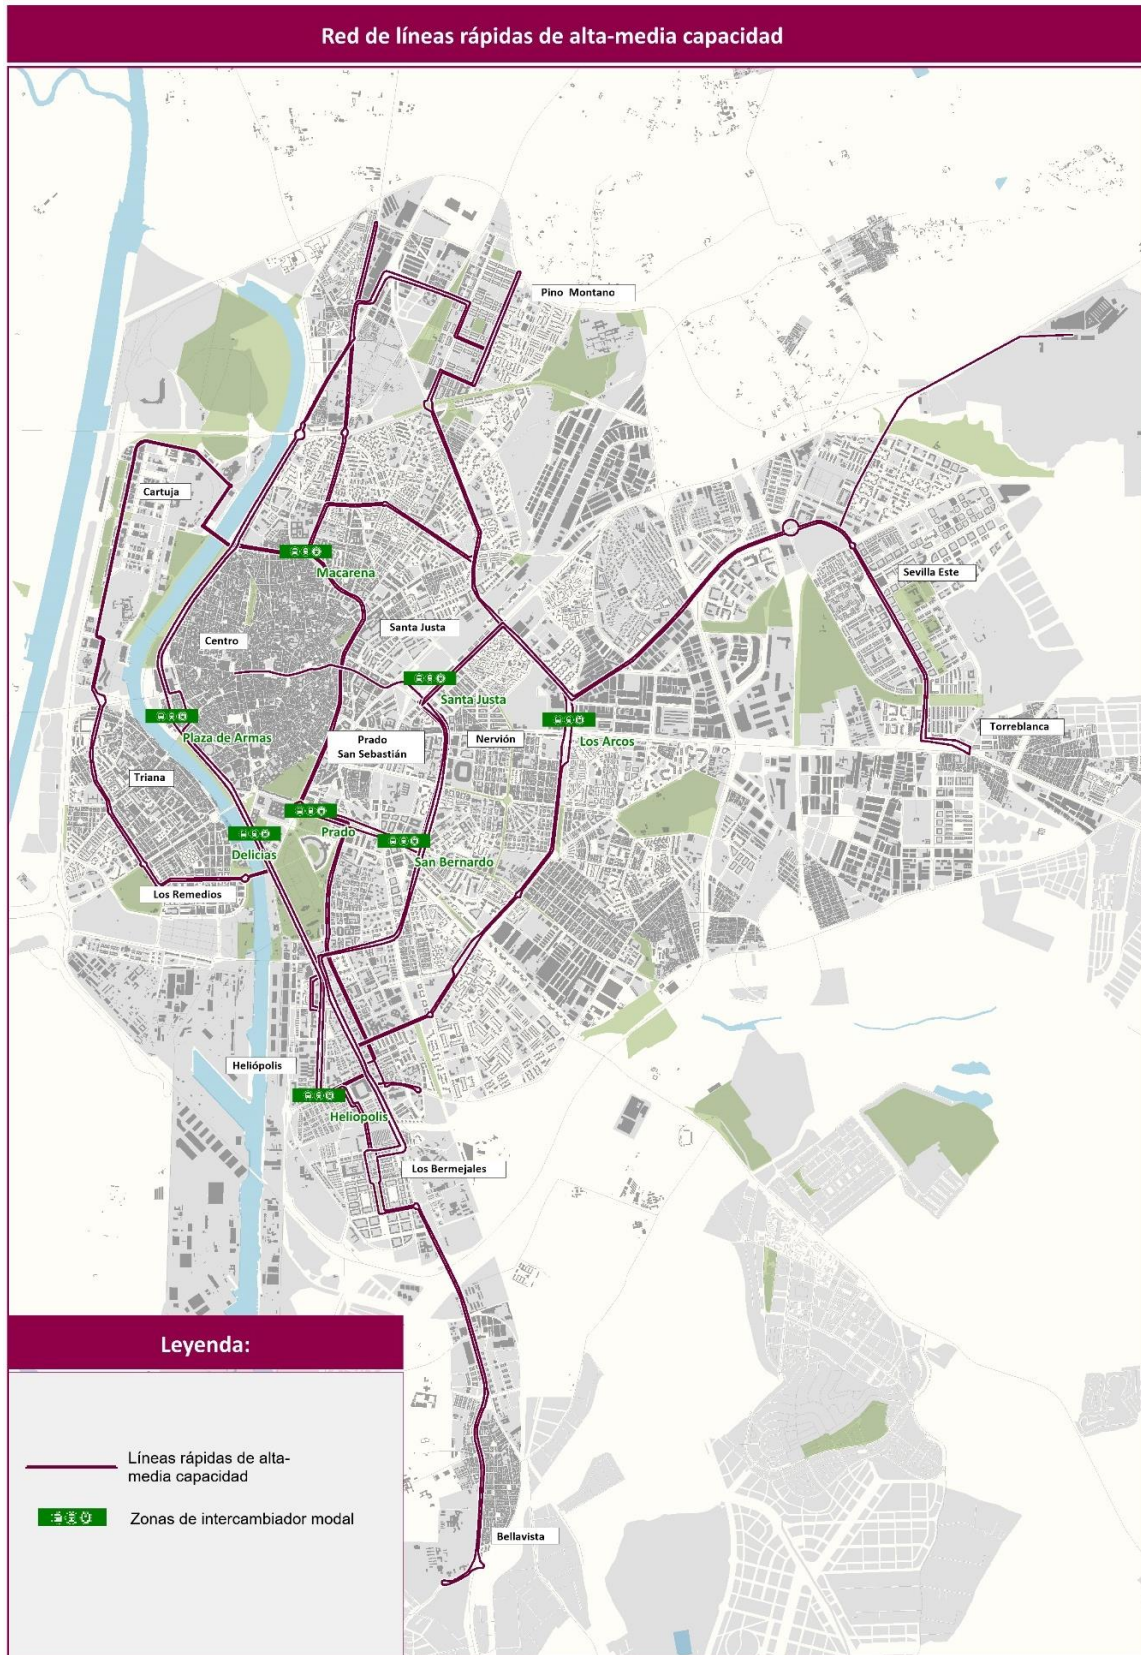 Red de líneas rápidas de alta-media capacidad
Pino Montano
Cartuja
Sevilla Este
Macarena
Centro
Santa Justa
Santa Justa
Plaza de Armas
Prado
San Sebastián
Nervión
Los Arcos
Torreblanca
Triana
Prado
Delicias
San Bernardo
Los Remedios
Heliópolis
Heliopolis
Los Bermejales
Bellavista
Leyenda:
Líneas rápidas de alta-
media capacidad
Zonas de intercambiador modal